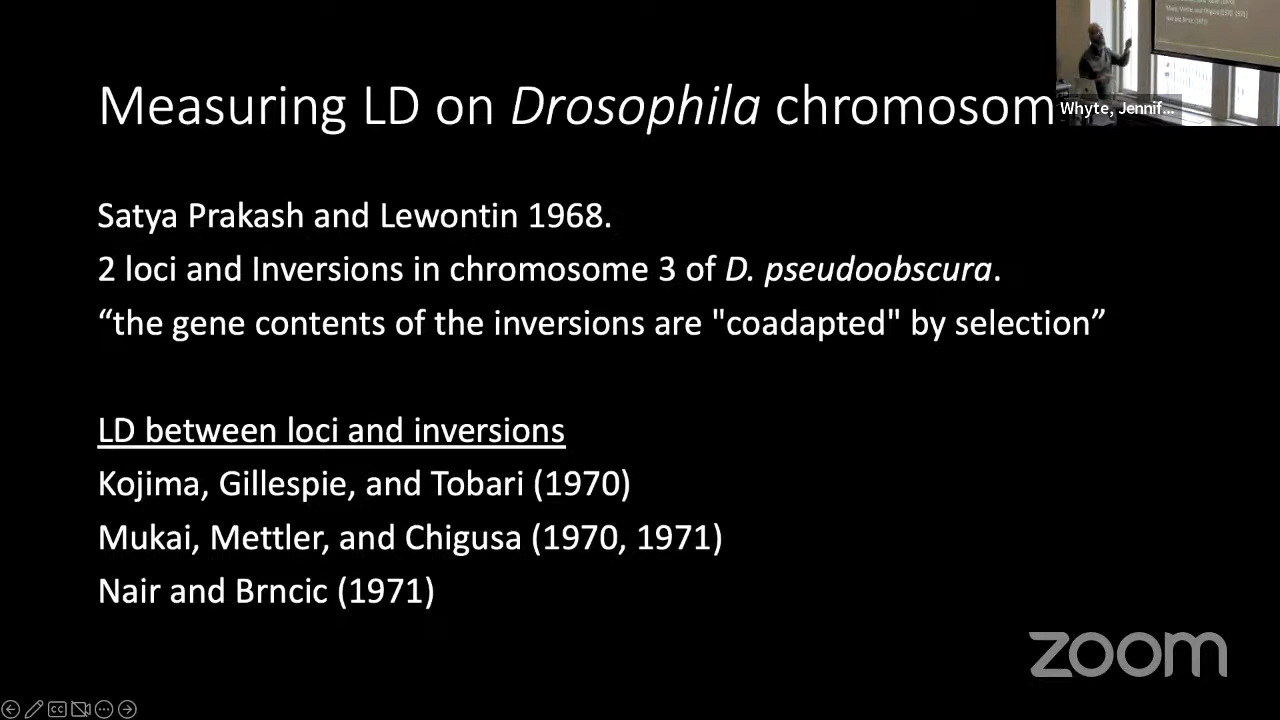 Measuring LD on Drosophila chromosom
Whyte, Jennif...
Satya Prakash and Lewontin 1968.
2 loci and Inversions in chromosome 3 of D. pseudoobscura.
“the gene contents of the inversions are "coadapted" by selection”
LD between loci and inversions
Kojima, Gillespie, and Tobari (1970)
Mukai, Mettler, and Chigusa (1970, 1971)
Nair and Brncic (1971)
zoom
CC